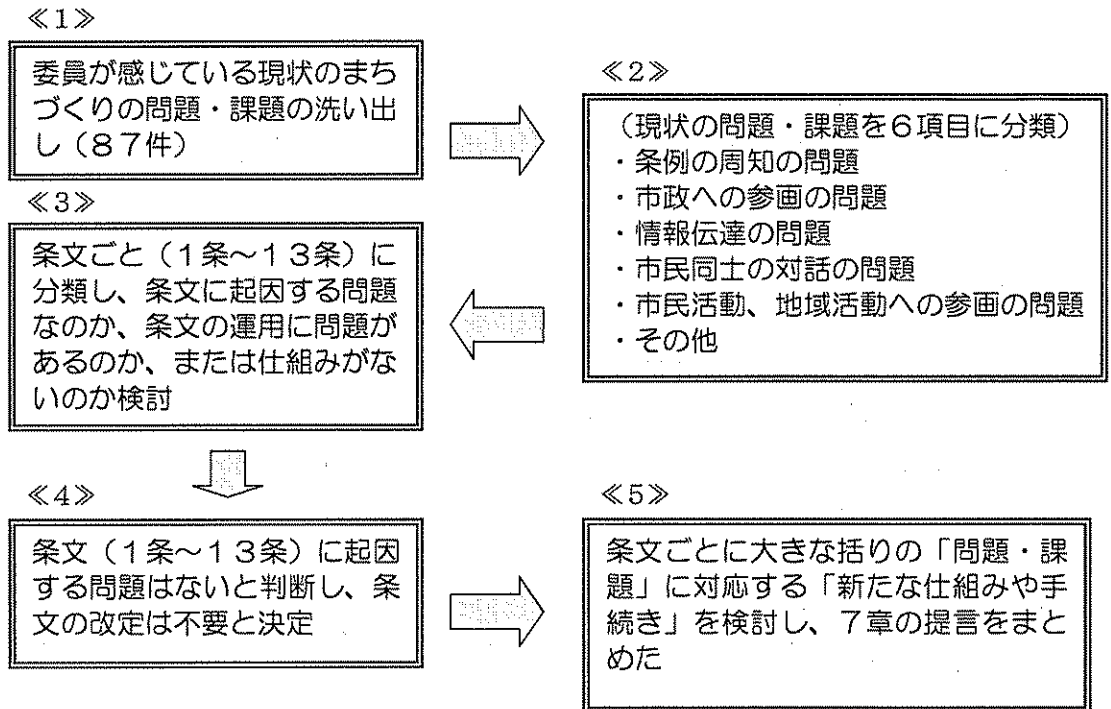 ≪1≫
委員が感じている現状のまち
づくりの問題・課題の洗い出
し（87件）
≪2≫
（現状の問題・課題を6項目に分類）
・条例の周知の問題
・市政への参画の問題
・情報伝達の問題
・市民同士の対話の問題
・市民活動、地域活動への参画の問題
・その他
≪3≫
条文ごと（1条～13条）に
分類し、条文に起因する問題
なのか、条文の運用に問題が
あるのか、または仕組みがな
いのか検討
≪4≫
条文（1条～13条）に起因
する問題はないと判断し、条
文の改定は不要と決定
≪5≫
条文ごとに大きな括りの「問題・課
題」に対応する「新たな仕組みや手
続き」を検討し、7章の提言をまと
めた